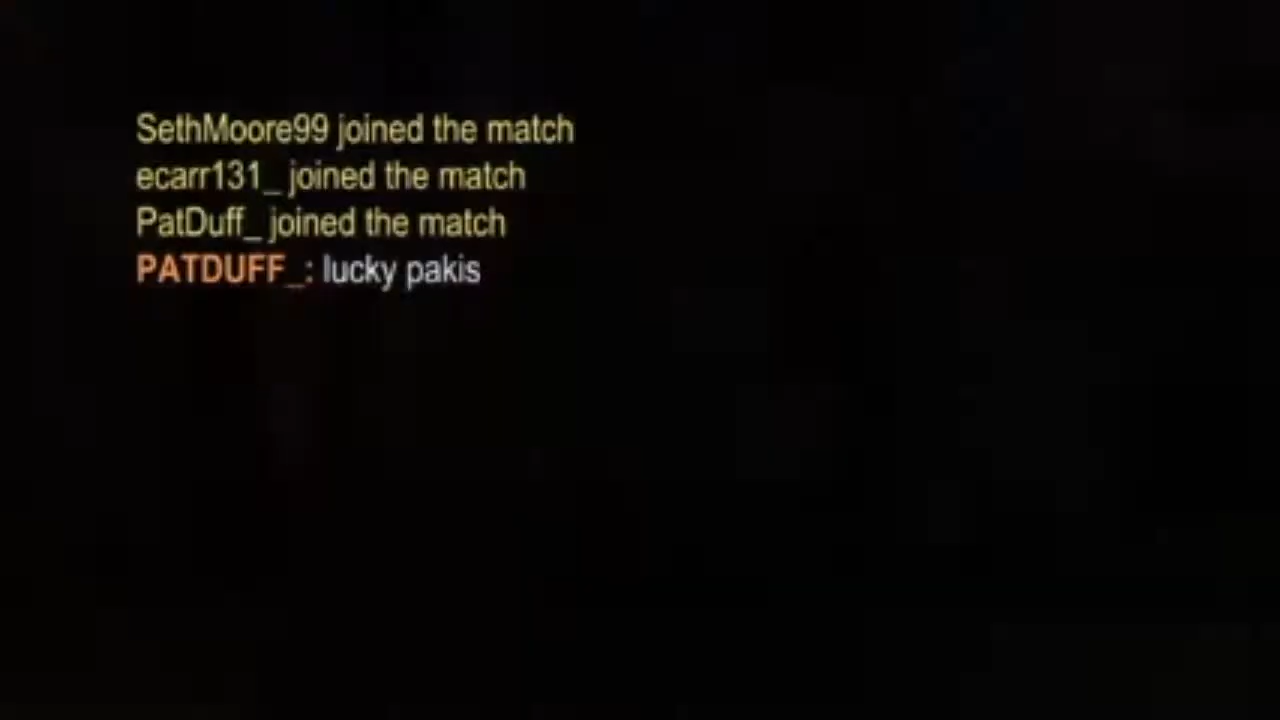 SethMoore99 joined the match
ecarr131_ joined the match
PatDuff_ joined the match
PATDUFF_: lucky pakis